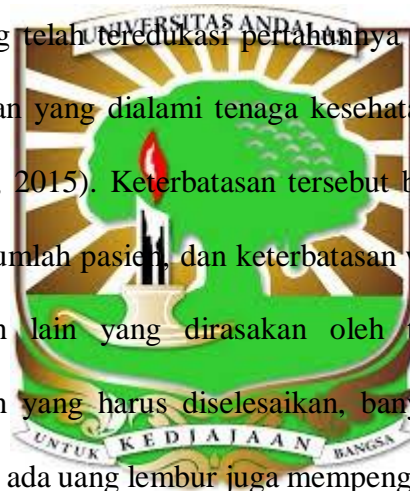 UNIVERSITAS ANDALAS
telah teredukasi pertahunnya
yang dialami tenaga kesehata
2015). Keterbatasan tersebut b
umlah pasien, dan keterbatasan
lain yang dirasakan oleh
yang harus diselesaikan, bany
UNTUK KEDJAJAAN BANGSA
ada uang lembur juga mempeng